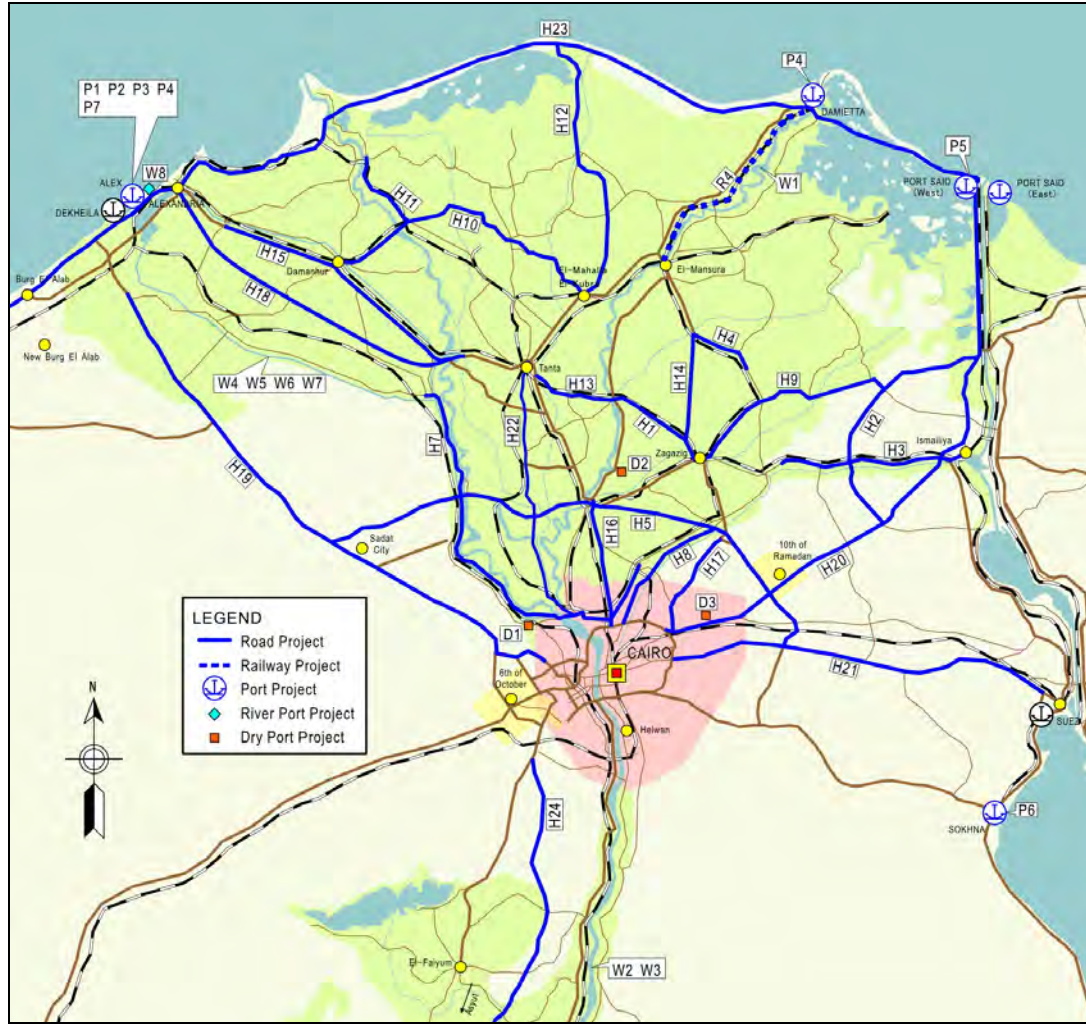 H23
P4
P1 P2 P3 P4
P7
DAMIETTA
H12
P5
W8
ALEX
R4
W1
PORT SAID
(West)
PORT SAID
(East)
DEKHEILA
ALEXANDRIA
H11
H10
H15
Damashur
El-Mahalla
El-Kubra
El-Mansura
Burg El Alab
H18
New Burg El Alab
H4
W4 W5 W6 W7
Tanta
H13
H14
H9
H1
H2
H22
H7
Ismailiya
H3
Zagazig
H19
D2
H16
H5
Sadat
City
H8
H17
10th of
Ramadan
H20
LEGEND
Road Project
Railway Project
Port Project
River Port Project
Dry Port Project
D1
D3
CAIRO
H21
6th of
October
N
Helwan
SUEZ
H24
P6
SOKHNA
El-Faiyum
W2 W3
Asyut